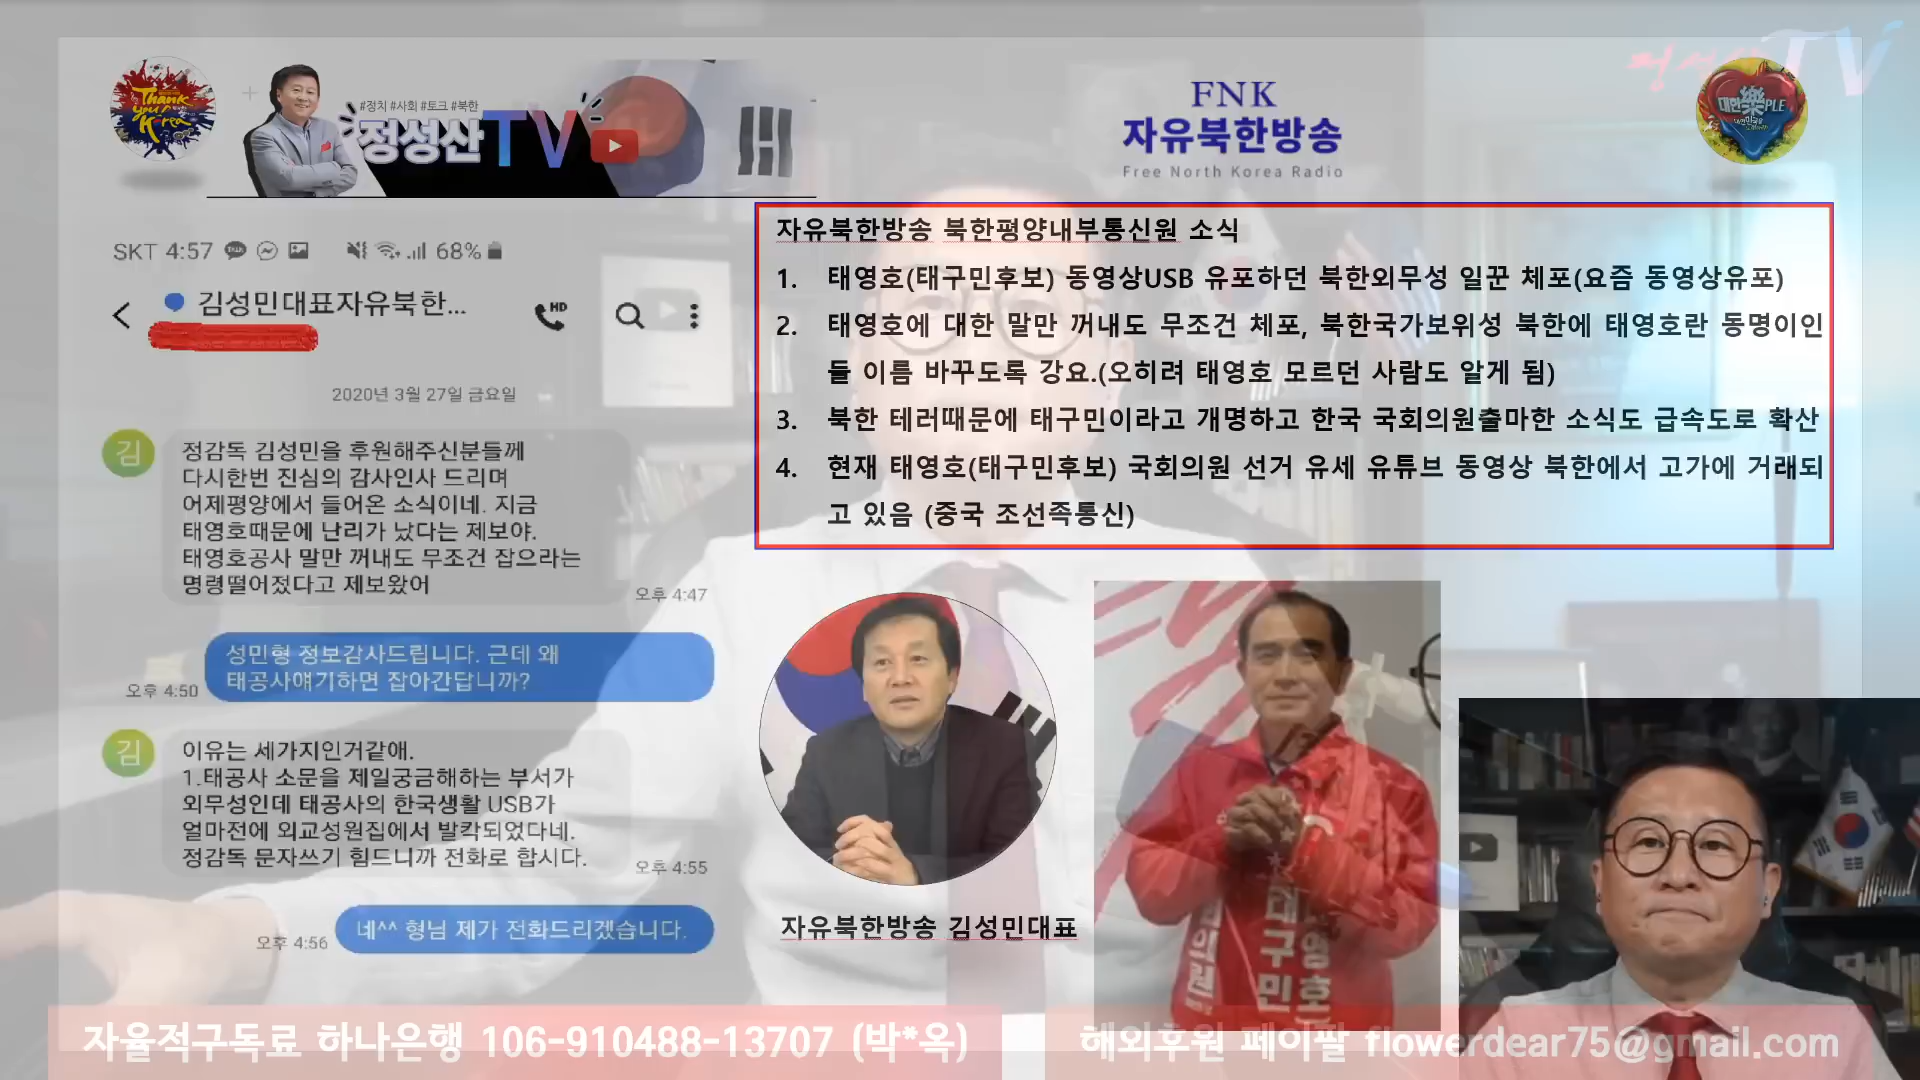 Thank you Korea
#정치 #사회 #토크 #북한
정성산TV
FNK
자유북한방송
Free North Korea Radio
정성산TV
대한樂PLE
SKT 4:57 68%
김성민대표자유북한...
HD
2020년 3월 27일 금요일
김
정감독 김성민을 후원해주신분들께
다시한번 진심의 감사인사 드리며
어제평양에서 들어온 소식이네. 지금
태영호때문에 난리가 났다는 제보야.
태영호공사 말만 꺼내도 무조건 잡으라는
명령떨어졌다고 제보왔어
오후 4:47
성민형 정보감사드립니다. 근데 왜
태공사얘기하면 잡아간답니까?
오후 4:50
김
이유는 세가지인거같애.
1.태공사 소문을 제일궁금해하는 부서가
외무성인데 태공사의 한국생활 USB가
얼마전에 외교성원집에서 발칵되었다네.
정감독 문자쓰기 힘드니까 전화로 합시다.
오후 4:55
네^^ 형님 제가 전화드리겠습니다.
오후 4:56
자유북한방송 북한평양내부통신원 소식
1. 태영호(태구민후보) 동영상USB 유포하던 북한외무성 일꾼 체포(요즘 동영상유포)
2. 태영호에 대한 말만 꺼내도 무조건 체포, 북한국가보위성 북한에 태영호란 동명이인
들 이름 바꾸도록 강요.(오히려 태영호 모르던 사람도 알게 됨)
3. 북한 테러때문에 태구민이라고 개명하고 한국 국회의원출마한 소식도 급속도로 확산
4. 현재 태영호(태구민후보) 국회의원 선거 유세 유튜브 동영상 북한에서 고가에 거래되
고 있음 (중국 조선족통신)
자유북한방송 김성민대표
태구민
태영호
자율적구독료 하나은행 106-910488-13707 (박*옥)
해외후원 페이팔 flowerdear75@gmail.com